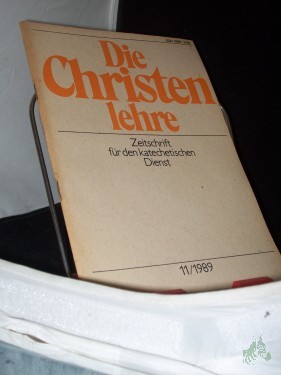 Die
Christen
lehre
Zeitschrift
für den katechetischen
Dienst
11/1989